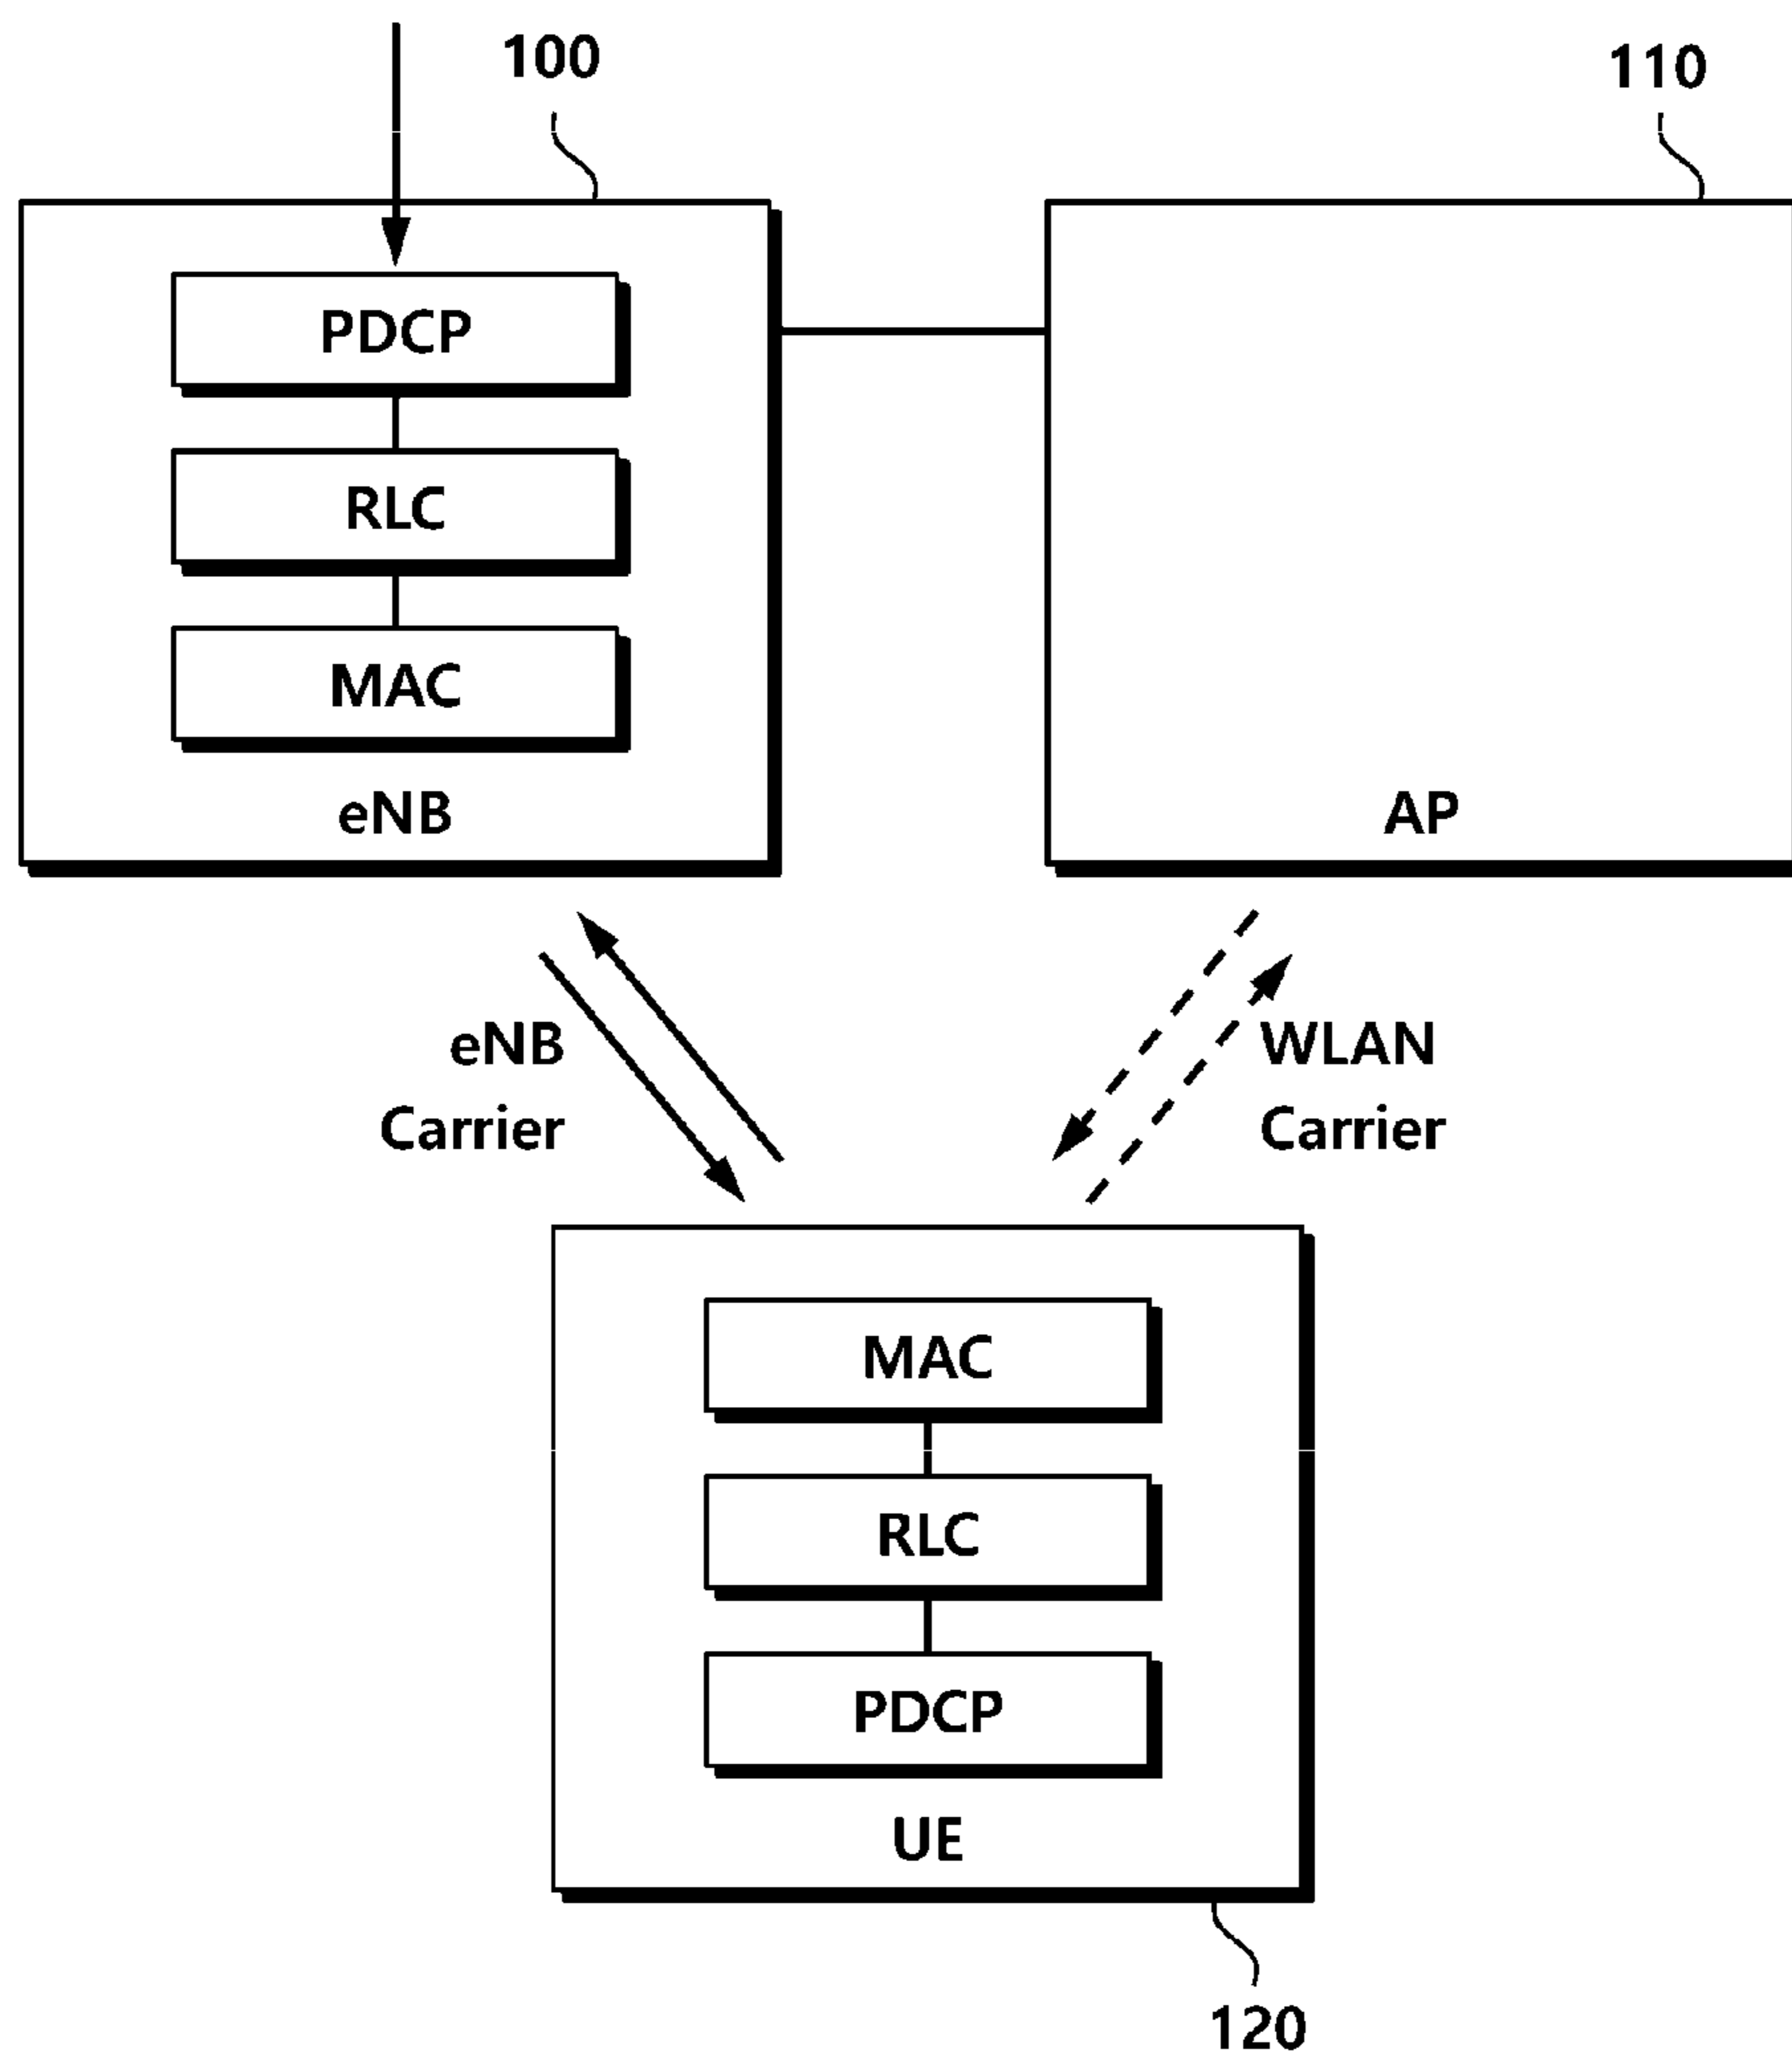 100
110
PDCP
RLC
MAC
eNB
AP
eNB
Carrier
WLAN
Carrier
MAC
RLC
PDCP
UE
120